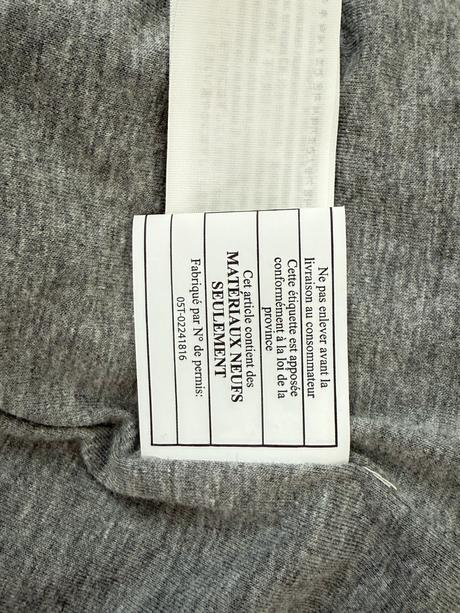 Ne pas enlever avant la
livraison au consommateur
Cette étiquette est apposée
conformément à la loi de la
province
Cet article contient des
MATÉRIAUX NEUFS
SEULEMENT
Fabriqué par N° de permis:
05T-02241816